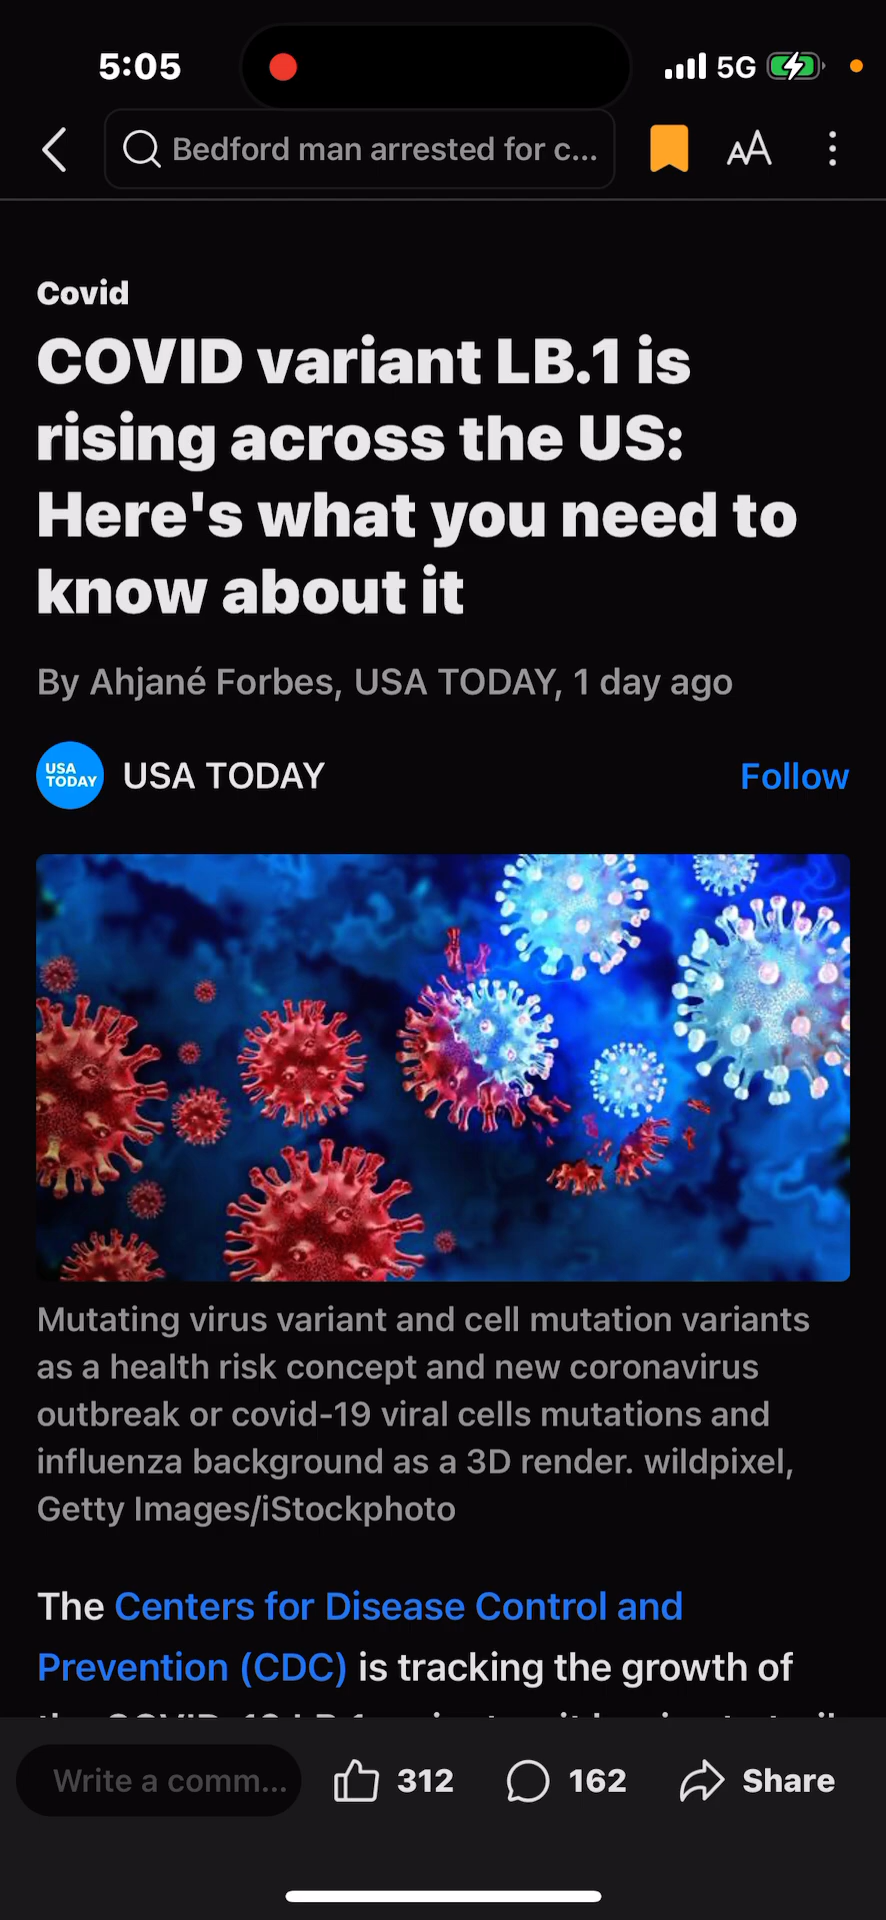 5:05
5G
Bedford man arrested for c...
AA
Covid
COVID variant LB.1 is
rising across the US:
Here's what you need to
know about it
By Ahjané Forbes, USA TODAY, 1 day ago
USA
TODAY
USA TODAY
Follow
Mutating virus variant and cell mutation variants
as a health risk concept and new coronavirus
outbreak or covid-19 viral cells mutations and
influenza background as a 3D render. wildpixel,
Getty Images/iStockphoto
The Centers for Disease Control and
Prevention (CDC) is tracking the growth of
Write a comm...
312
162
Share